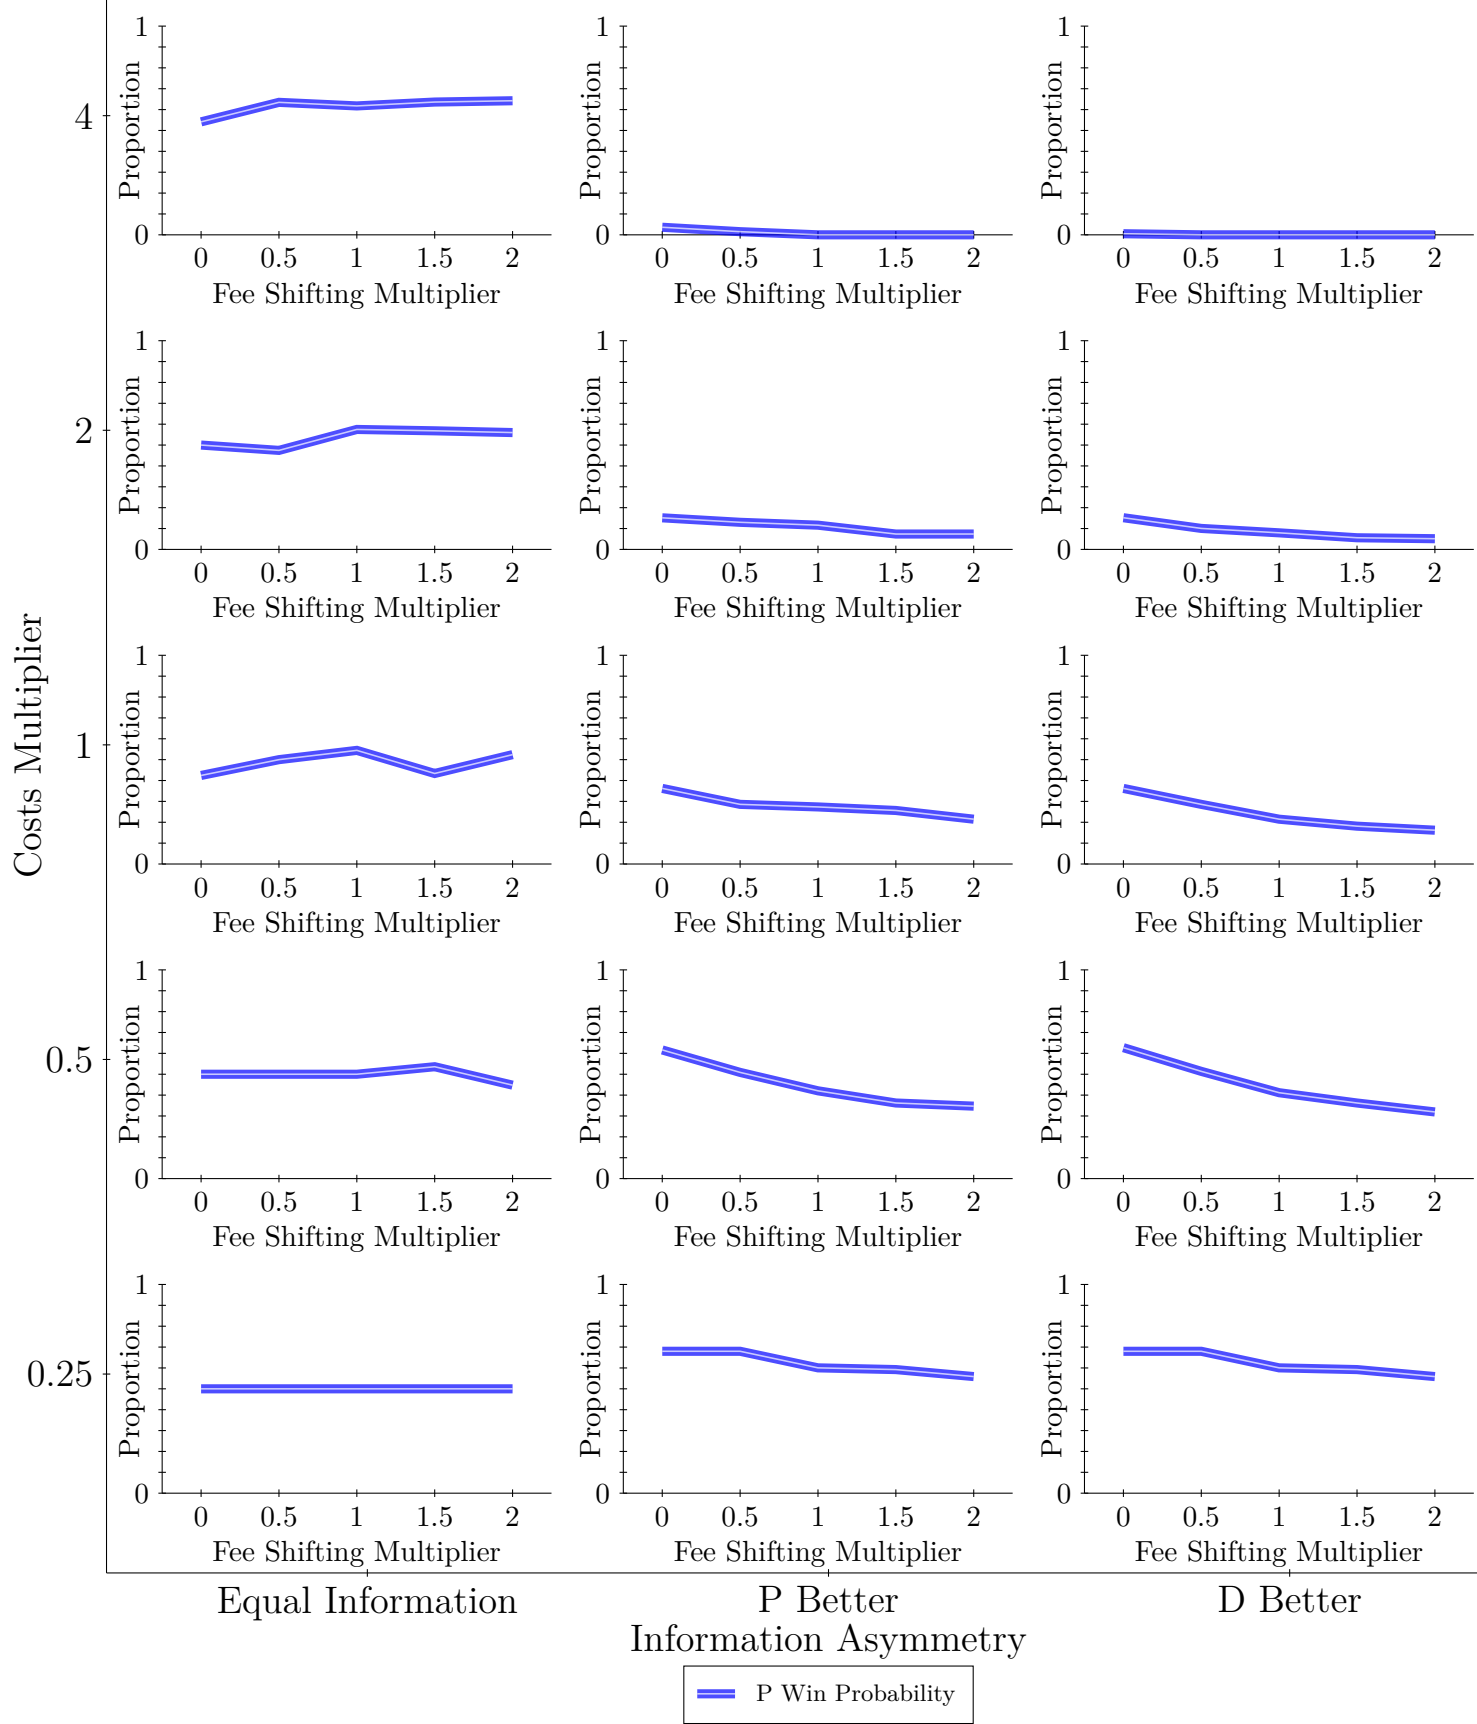 1
Proportion
0
0 0.5 1 1.5 2
Fee Shifting Multiplier
1
Proportion
0
0 0.5 1 1.5 2
Fee Shifting Multiplier
1
Proportion
0
0 0.5 1 1.5 2
Fee Shifting Multiplier
4
1
Proportion
0
0 0.5 1 1.5 2
Fee Shifting Multiplier
1
Proportion
0
0 0.5 1 1.5 2
Fee Shifting Multiplier
1
Proportion
0
0 0.5 1 1.5 2
Fee Shifting Multiplier
2
1
Proportion
0
0 0.5 1 1.5 2
Fee Shifting Multiplier
1
Proportion
0
0 0.5 1 1.5 2
Fee Shifting Multiplier
1
Proportion
0
0 0.5 1 1.5 2
Fee Shifting Multiplier
1
Costs Multiplier
1
Proportion
0
0 0.5 1 1.5 2
Fee Shifting Multiplier
1
Proportion
0
0 0.5 1 1.5 2
Fee Shifting Multiplier
1
Proportion
0
0 0.5 1 1.5 2
Fee Shifting Multiplier
0.5
1
Proportion
0
0 0.5 1 1.5 2
Fee Shifting Multiplier
1
Proportion
0
0 0.5 1 1.5 2
Fee Shifting Multiplier
1
Proportion
0
0 0.5 1 1.5 2
Fee Shifting Multiplier
0.25
Equal Information P Better D Better
Information Asymmetry
P Win Probability